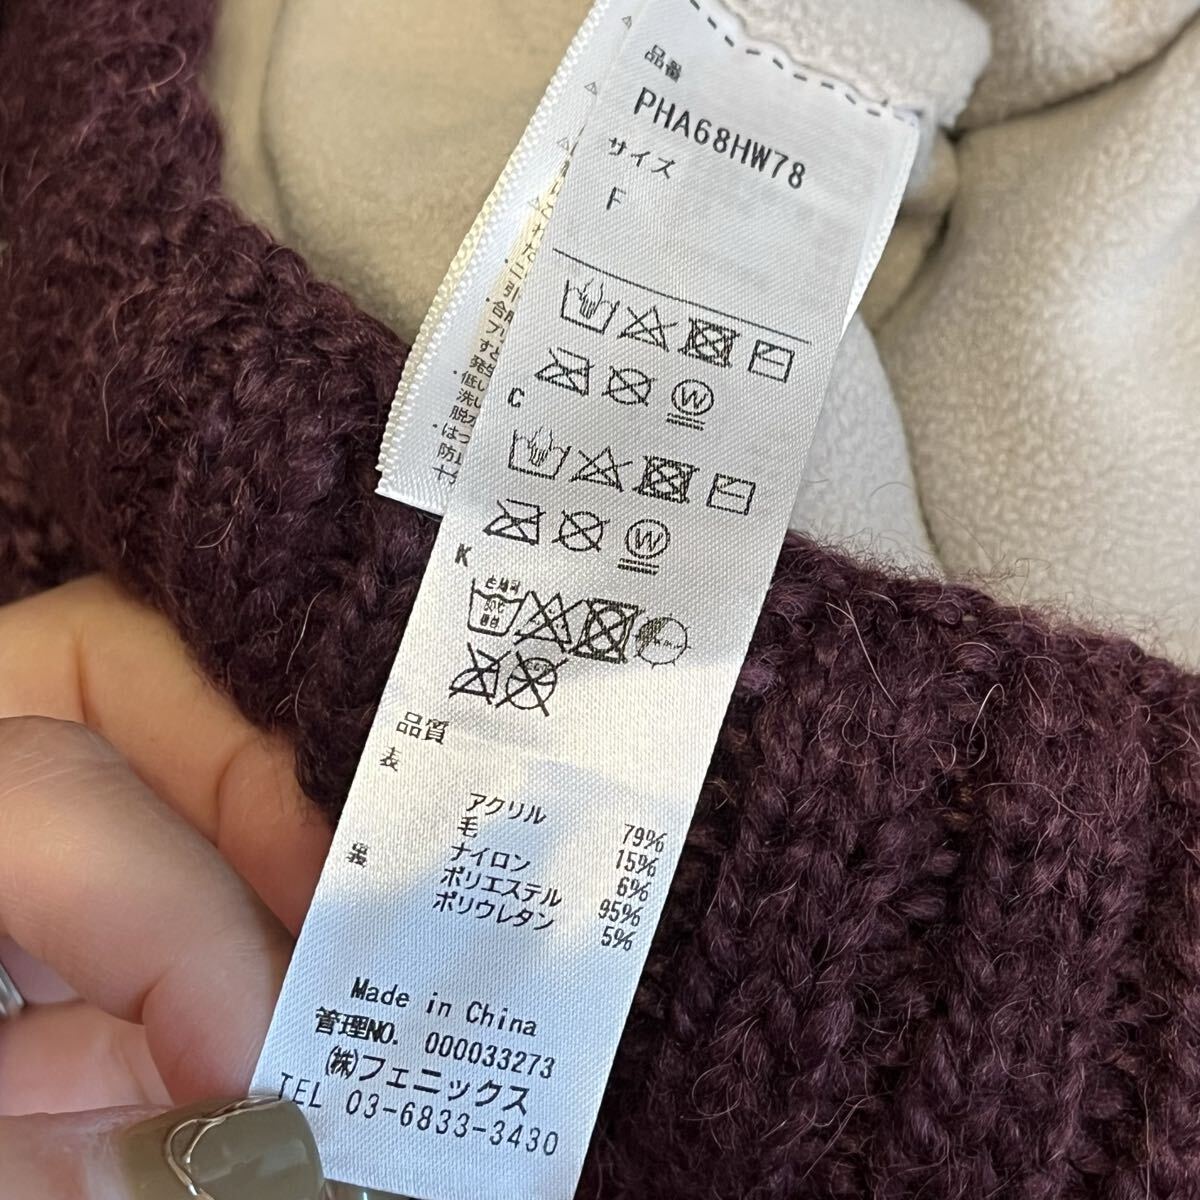 品番
PHA68HW78
サイズ
F
C
K
品質
表
アクリル 79%
毛 15%
ナイロン 6%
裏
ポリエステル 95%
ポリウレタン 5%
Made in China
管理NO. 000033273
(株)フェニックス
TEL 03-6833-3430